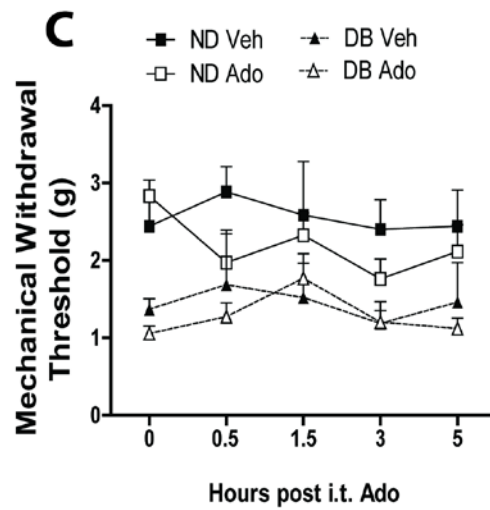 C
ND Veh
DB Veh
ND Ado
DB Ado
Mechanical Withdrawal
Threshold (g)
4
3
2
1
0
0 0.5 1.5 3 5
Hours post i.t. Ado